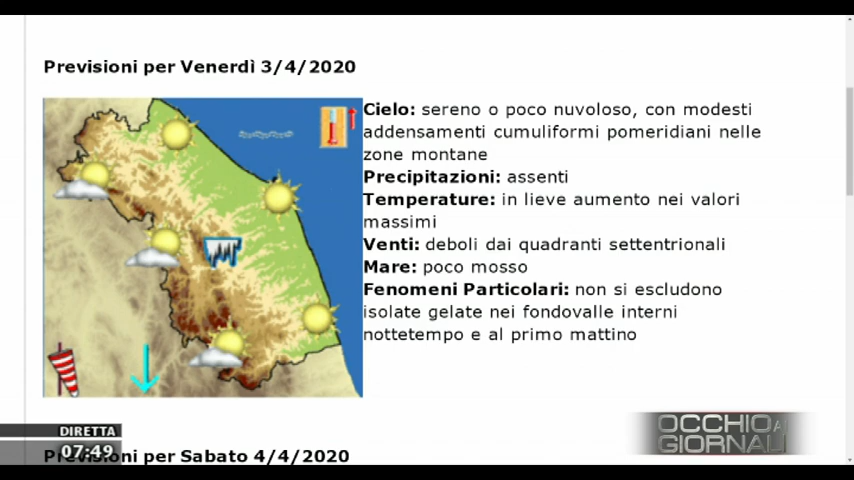 Previsioni per Venerdì 3/4/2020
Cielo: sereno o poco nuvoloso, con modesti
addensamenti cumuliformi pomeridiani nelle
zone montane
Precipitazioni: assenti
Temperature: in lieve aumento nei valori
massimi
Venti: deboli dai quadranti settentrionali
Mare: poco mosso
Fenomeni Particolari: non si escludono
isolate gelate nei fondovalle interni
nottetempo e al primo mattino
OCCHIO AI
GIORNALI
DIRETTA
07:49
Previsioni per Sabato 4/4/2020